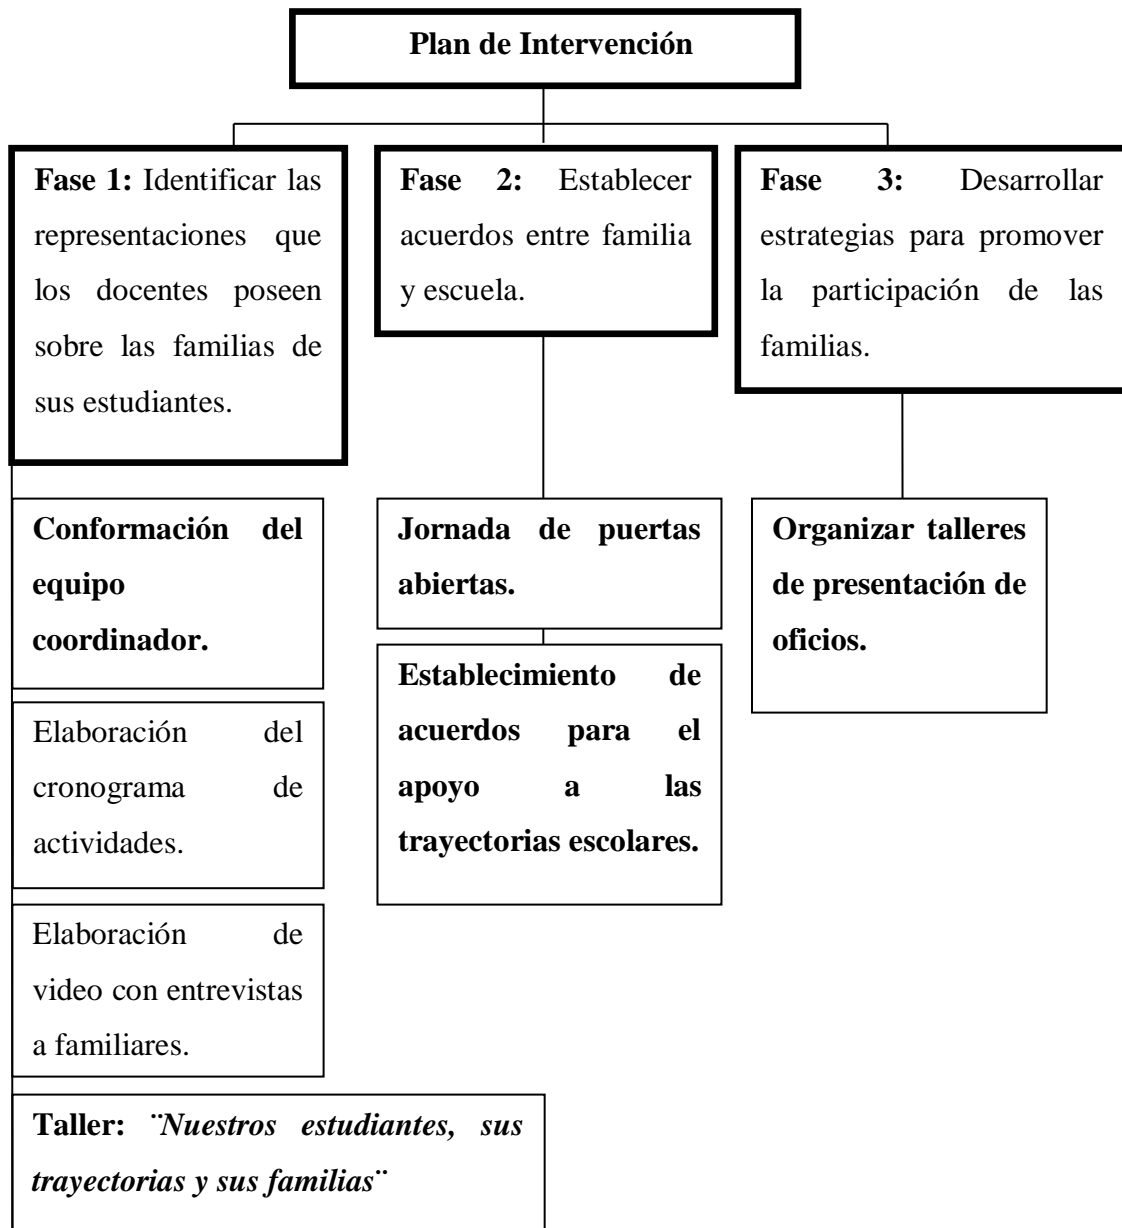 Plan de Intervención
Fase 1: Identificar las
representaciones que
los docentes poseen
sobre las familias de
sus estudiantes.
Fase 2: Establecer
acuerdos entre familia
y escuela.
Fase 3: Desarrollar
estrategias para promover
la participación de las
familias.
Conformación del
equipo
coordinador.
Elaboración del
cronograma de
actividades.
Elaboración de
video con entrevistas
a familiares.
Taller: ¨Nuestros estudiantes, sus
trayectorias y sus familias¨
Jornada de puertas
abiertas.
Establecimiento de
acuerdos para el
apoyo a las
trayectorias escolares.
Organizar talleres
de presentación de
oficios.